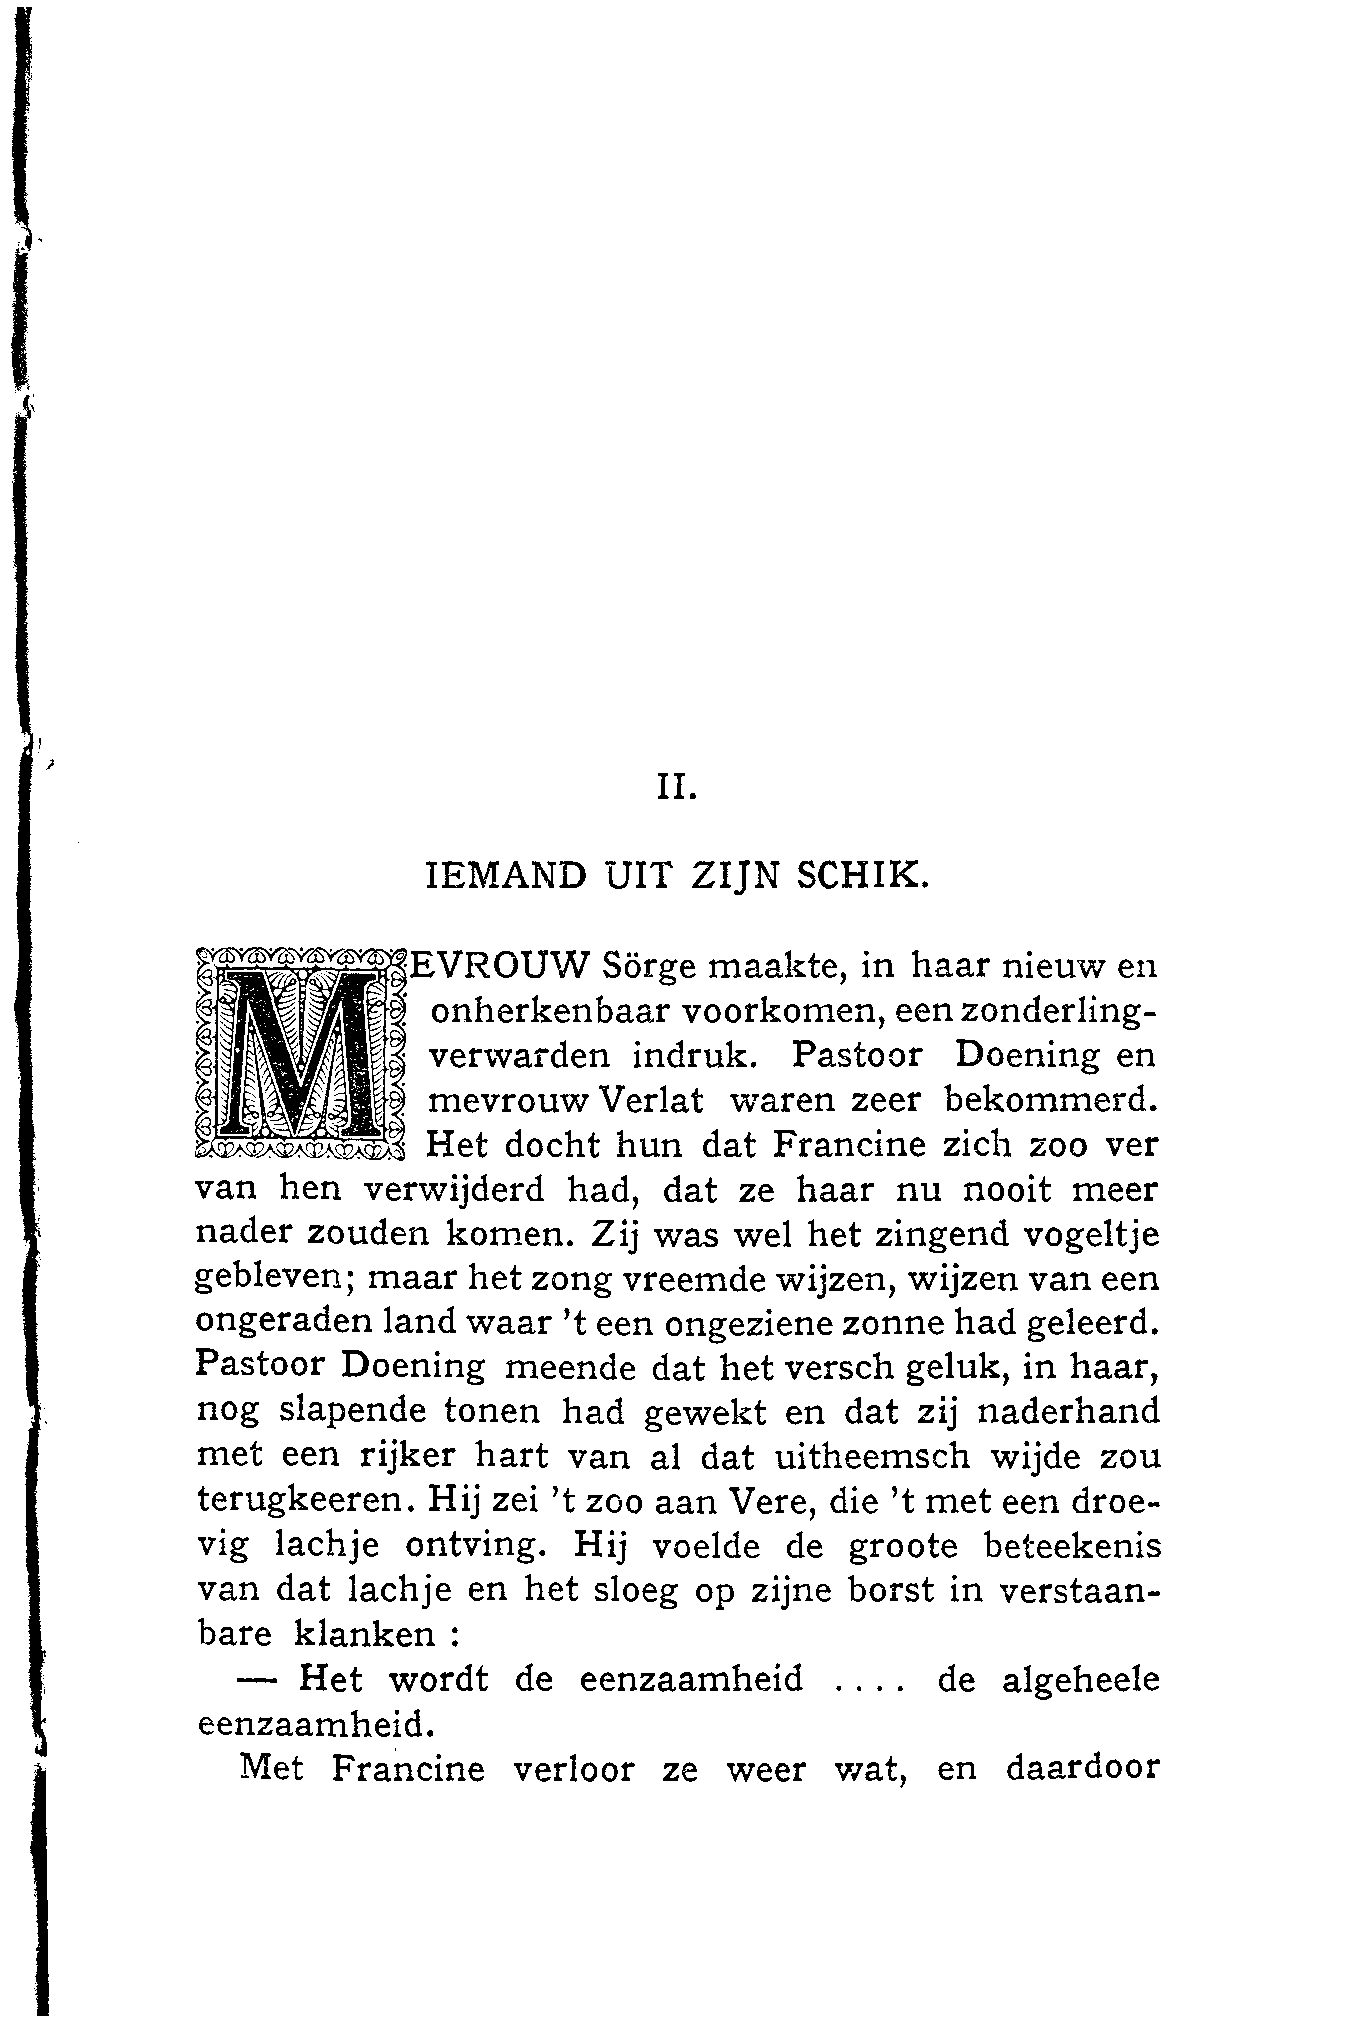 II.
IEMAND UIT ZIJN SCHIK.
MEVROUW Sörge maakte, in haar nieuw en
onherkenbaar voorkomen, een zonderling-
verwarden indruk. Pastoor Doening en
mevrouw Verlat waren zeer bekommerd.
Het docht hun dat Francine zich zoo ver
van hen verwijderd had, dat ze haar nu nooit meer
nader zouden komen. Zij was wel het zingend vogeltje
gebleven; maar het zong vreemde wijzen, wijzen van een
ongeraden land waar 't een ongeziene zonne had geleerd.
Pastoor Doening meende dat het versch geluk, in haar,
nog slapende tonen had gewekt en dat zij naderhand
met een rijker hart van al dat uitheemsch wijde zou
terugkeeren. Hij zei 't zoo aan Vere, die 't met een droe-
vig lachje ontving. Hij voelde de groote beteekenis
van dat lachje en het sloeg op zijne borst in verstaan-
bare klanken :
— Het wordt de eenzaamheid .... de algeheele
eenzaamheid.
Met Francine verloor ze weer wat, en daardoor